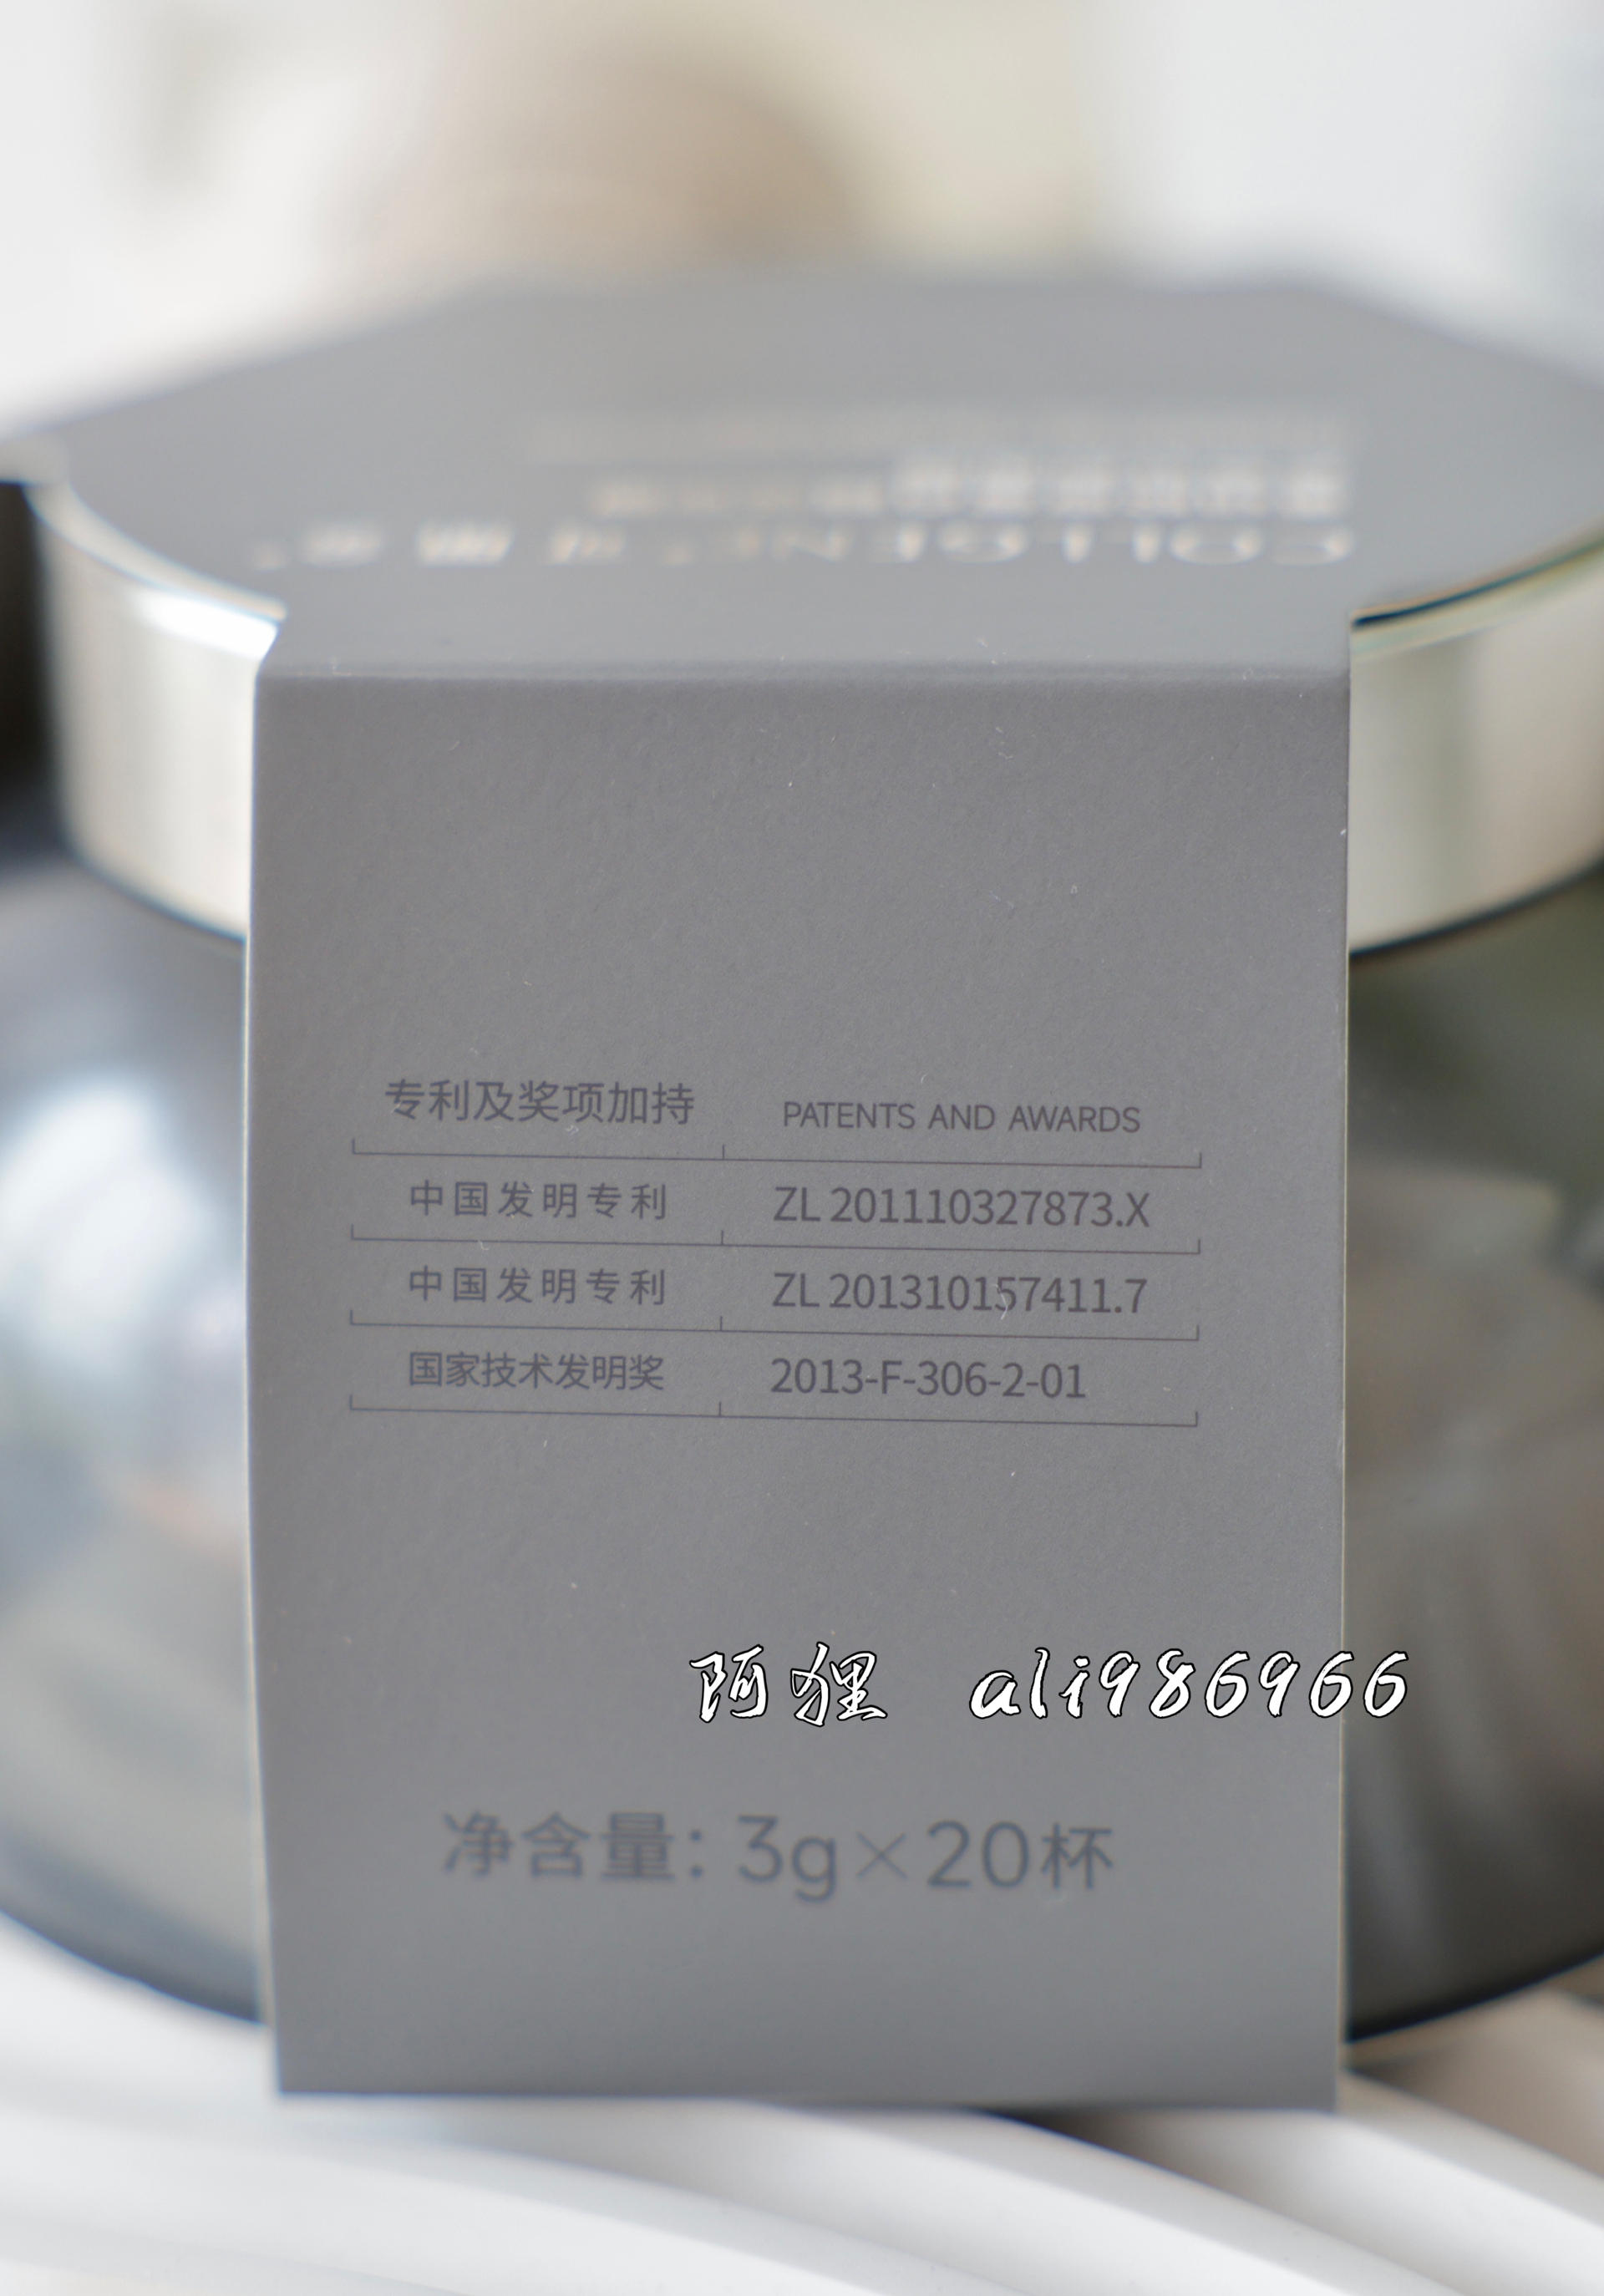 COLLGENE
专利及奖项加持 PATENTS AND AWARDS
中国发明专利 ZL 201110327873.X
中国发明专利 ZL 201310157411.7
国家技术发明奖 2013-F-306-2-01
阿狸 ali986966
净含量: 3g×20杯